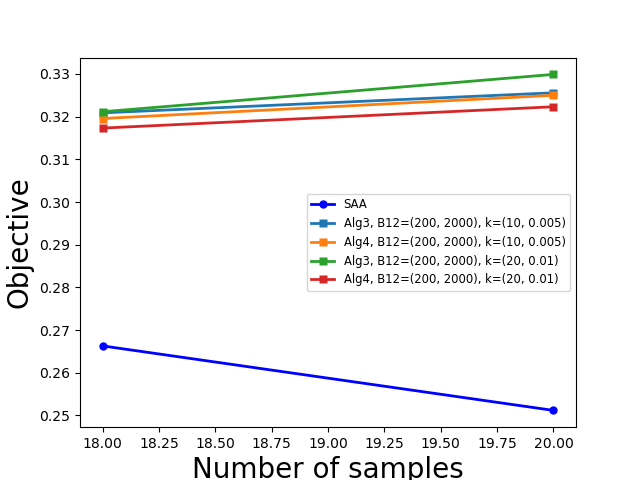 0.33
0.32
0.31
0.30
0.29
0.28
0.27
0.26
0.25
Objective
SAA
Alg3, B12=(200, 2000), k=(10, 0.005)
Alg4, B12=(200, 2000), k=(10, 0.005)
Alg3, B12=(200, 2000), k=(20, 0.01)
Alg4, B12=(200, 2000), k=(20, 0.01)
18.00 18.25 18.50 18.75 19.00 19.25 19.50 19.75 20.00
Number of samples